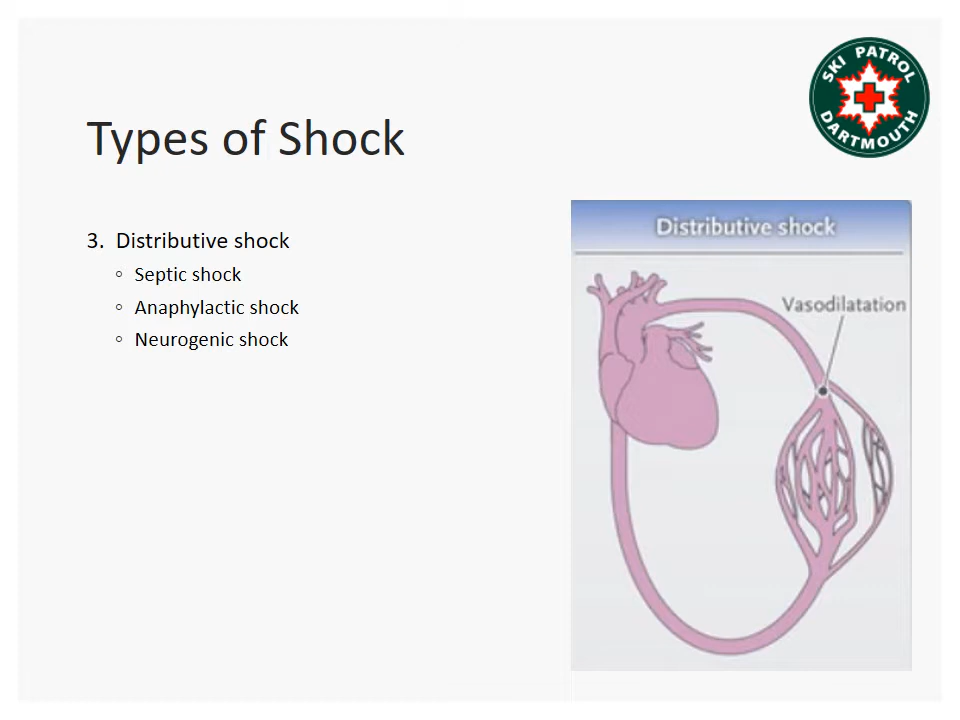 SKI PATROL
DARTMOUTH
Types of Shock
3. Distributive shock
◦ Septic shock
◦ Anaphylactic shock
◦ Neurogenic shock
Distributive shock
Vasodilatation